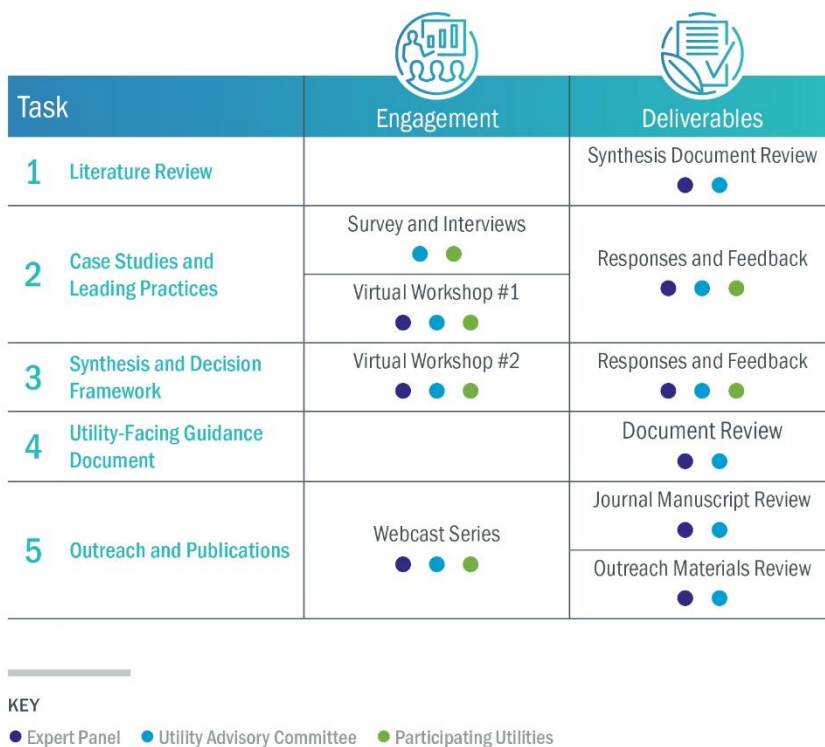 Task
Engagement
Deliverables
1 Literature Review
Synthesis Document Review
2 Case Studies and
Leading Practices
Survey and Interviews
Virtual Workshop #1
Responses and Feedback
3 Synthesis and Decision
Framework
Virtual Workshop #2
Responses and Feedback
4 Utility-Facing Guidance
Document
Document Review
5 Outreach and Publications
Webcast Series
Journal Manuscript Review
Outreach Materials Review
KEY
Expert Panel Utility Advisory Committee Participating Utilities